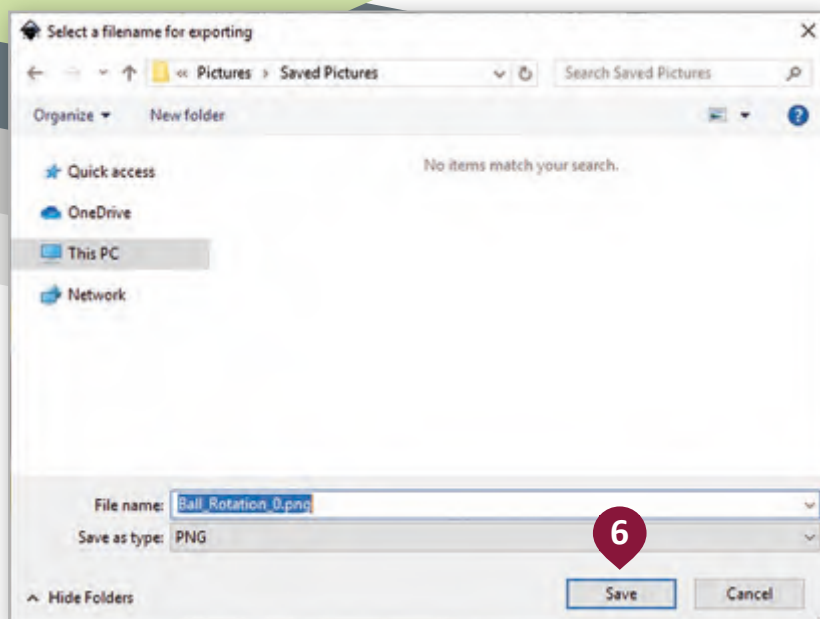 Select a filename for exporting
« Pictures › Saved Pictures
Search Saved Pictures
Organize
New folder
Quick access
No items match your search.
OneDrive
This PC
Network
File name: Ball_Rotation_0.png
Save as type: PNG
6
Hide Folders
Save
Cancel